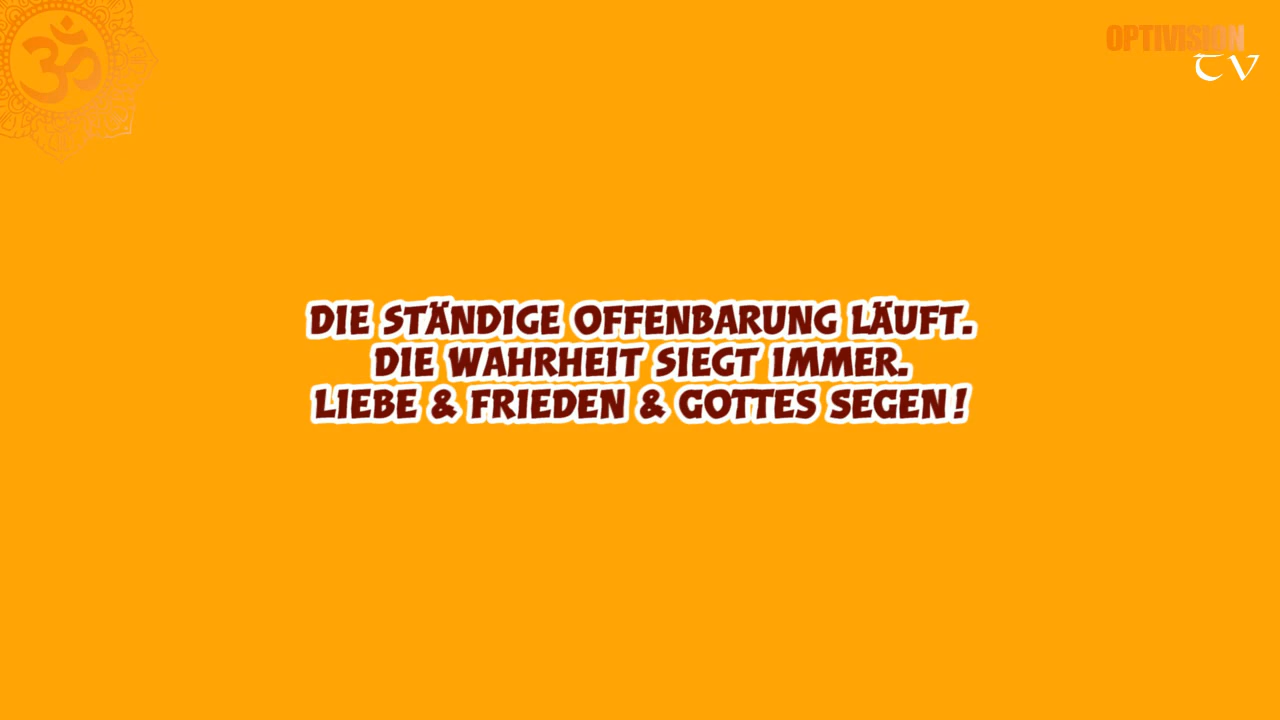 ॐ
OPTIVISION
TV
DIE STÄNDIGE OFFENBARUNG LÄUFT.
DIE WAHRHEIT SIEGT IMMER.
LIEBE & FRIEDEN & GOTTES SEGEN!